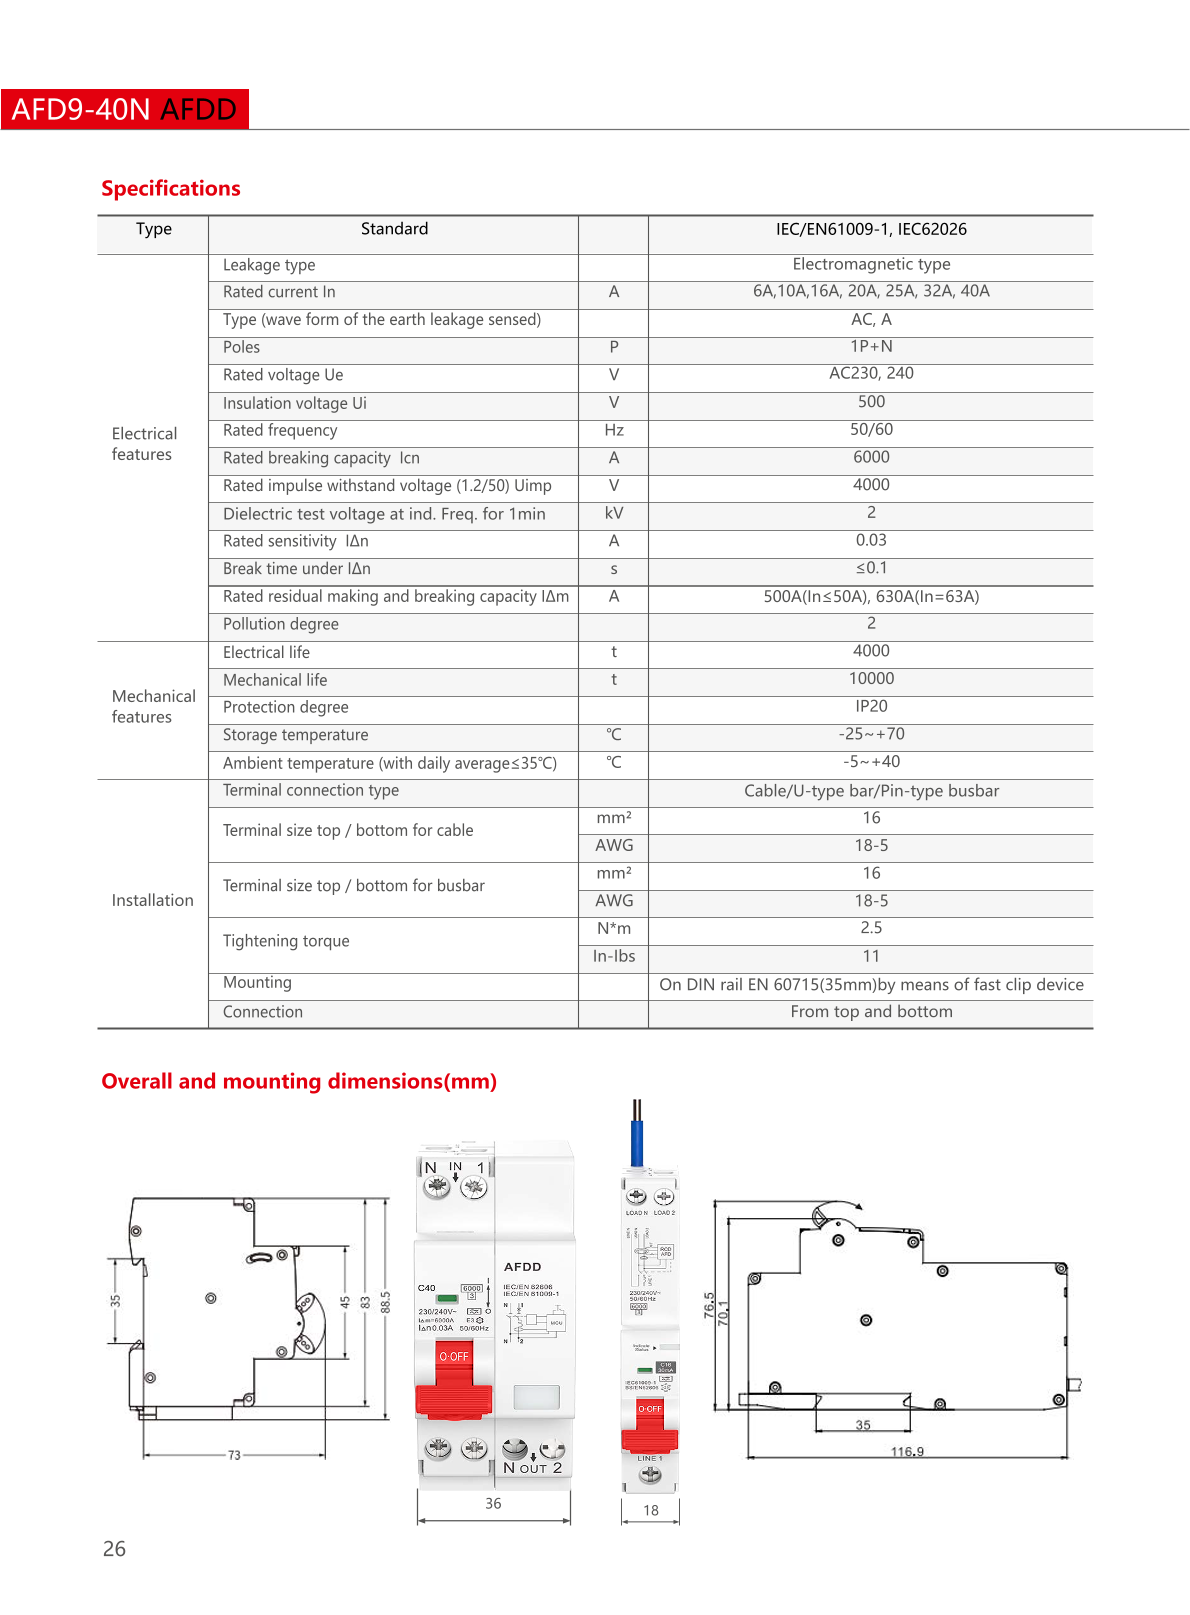 AFD9-40N AFDD
Specifications
Type Standard IEC/EN61009-1, IEC62026
Electrical features
Leakage type Electromagnetic type
Rated current In A 6A,10A,16A, 20A, 25A, 32A, 40A
Type (wave form of the earth leakage sensed) AC, A
Poles P 1P+N
Rated voltage Ue V AC230, 240
Insulation voltage Ui V 500
Rated frequency Hz 50/60
Rated breaking capacity Icn A 6000
Rated impulse withstand voltage (1.2/50) Uimp V 4000
Dielectric test voltage at ind. Freq. for 1min kV 2
Rated sensitivity IΔn A 0.03
Break time under IΔn s ≤0.1
Rated residual making and breaking capacity IΔm A 500A(In≤50A), 630A(In=63A)
Pollution degree 2
Mechanical features
Electrical life t 4000
Mechanical life t 10000
Protection degree IP20
Storage temperature ℃ -25~+70
Ambient temperature (with daily average≤35℃) ℃ -5~+40
Installation
Terminal connection type Cable/U-type bar/Pin-type busbar
Terminal size top / bottom for cable mm² 16
AWG 18-5
Terminal size top / bottom for busbar mm² 16
AWG 18-5
Tightening torque N*m 2.5
In-Ibs 11
Mounting On DIN rail EN 60715(35mm)by means of fast clip device
Connection From top and bottom
Overall and mounting dimensions(mm)
35
45
83
88.5
73
N IN 1
AFDD
C40
6000
3
IEC/EN 62606
IEC/EN 61009-1
230/240V~
I△m=6000A E3
I△n0.03A 50/60Hz
N 1
MCU
N 2
O·OFF
N OUT 2
36
LOAD N LOAD 2
RCD
AFD
230/240V~
50/60Hz
6000
3
Indicate
Status
C16
30mA
IEC61009-1
BS/EN62606
O·OFF
LINE 1
18
76.5
70.1
35
116.9
26